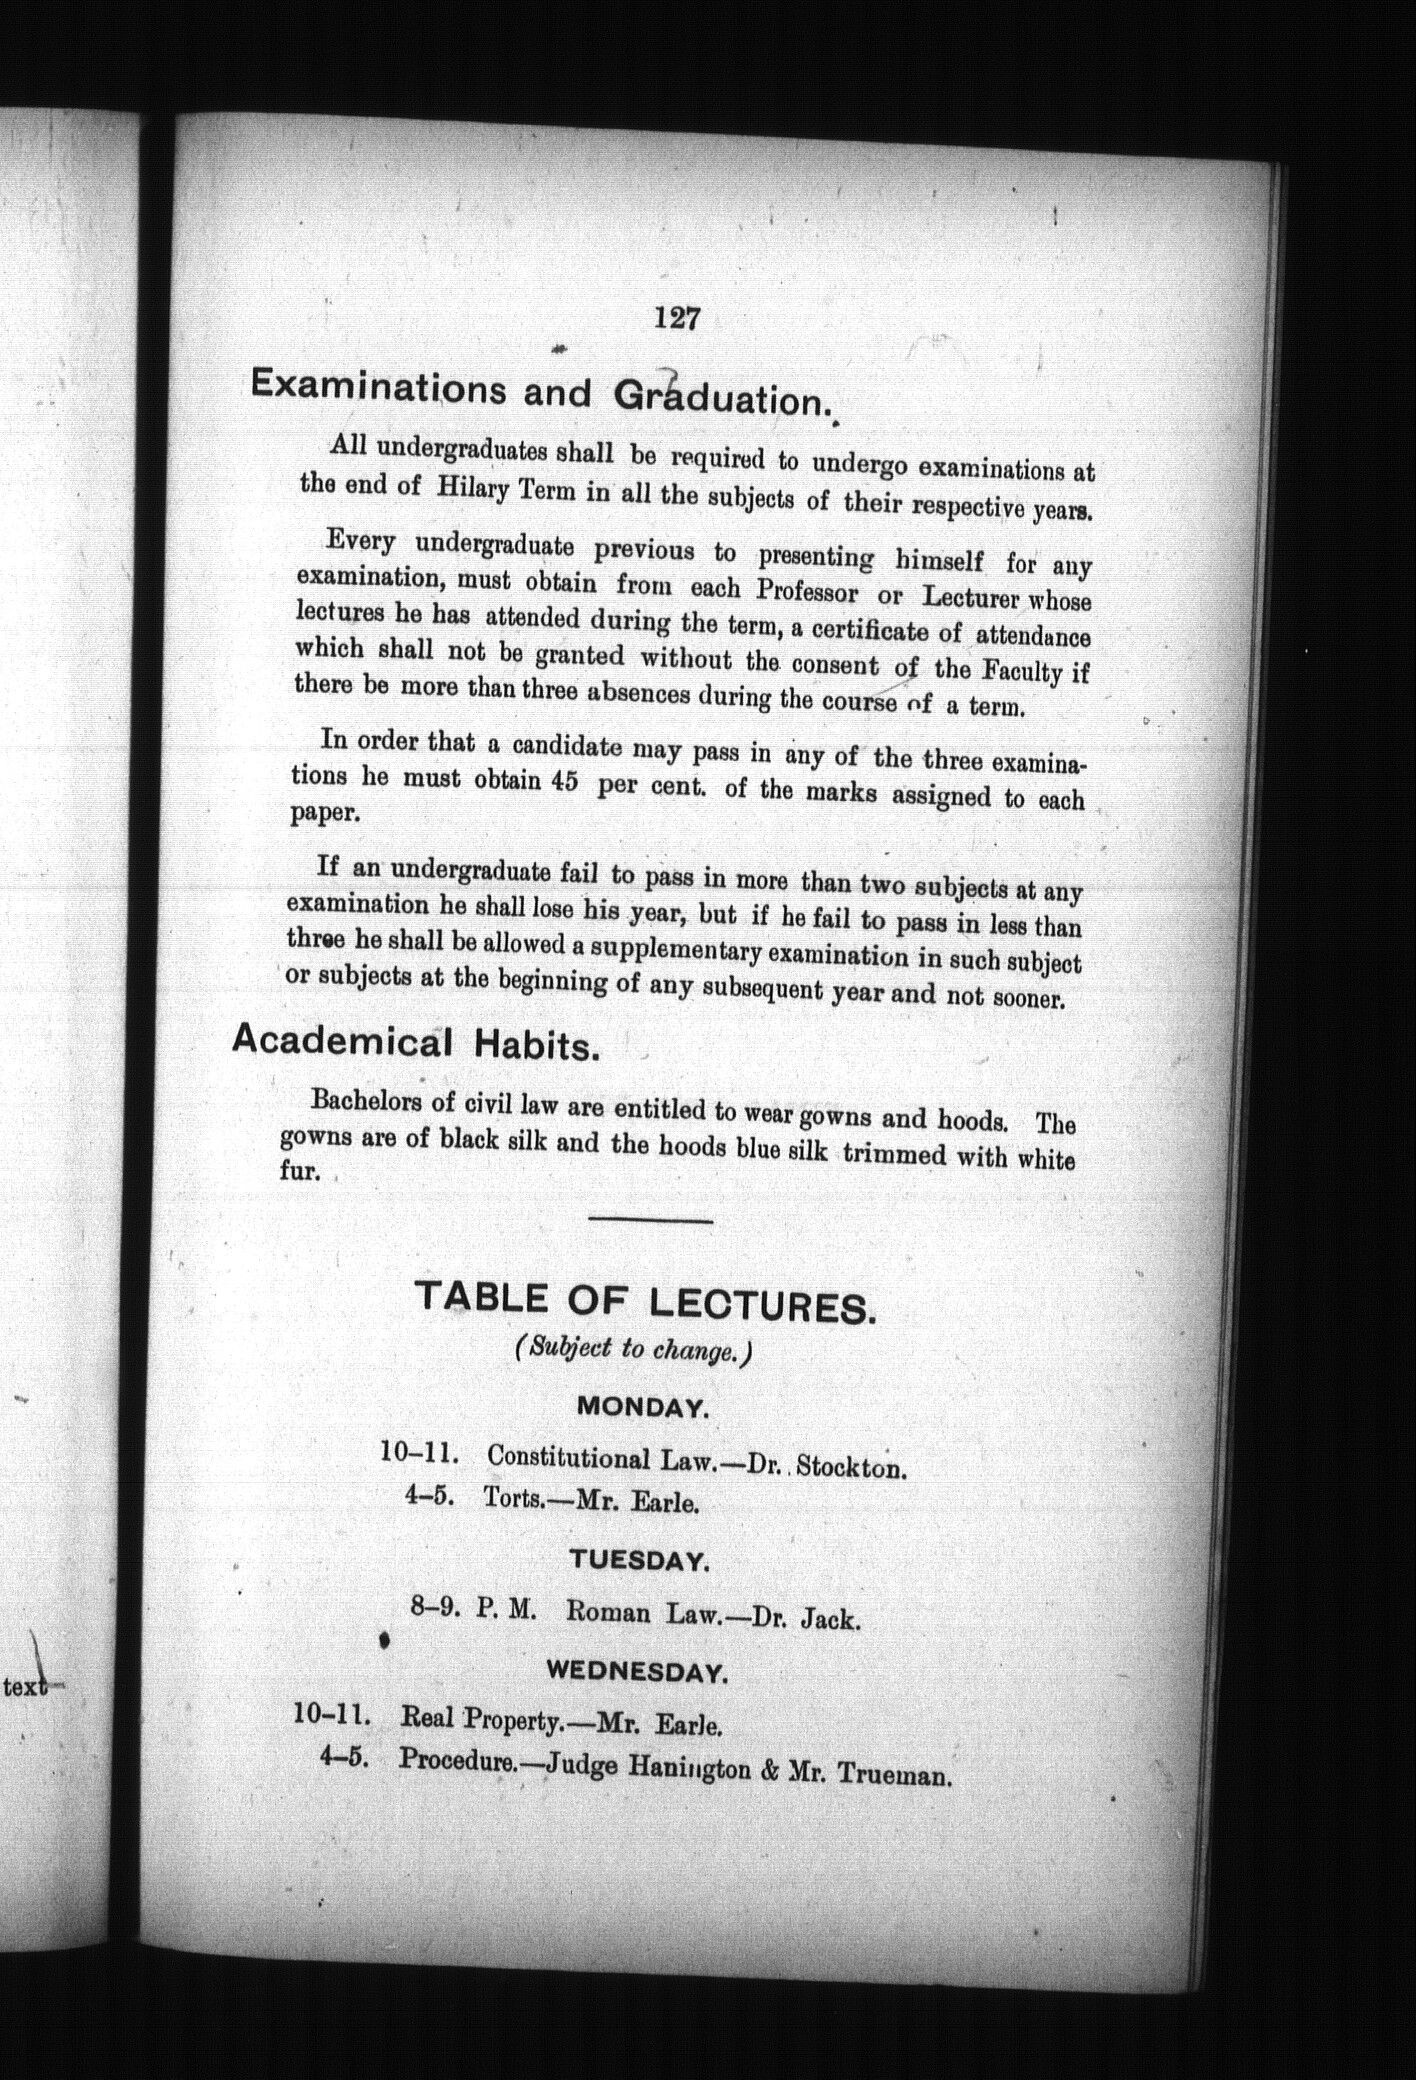 127
Examinations and Graduation.
All undergraduates shall be required to undergo examinations at
the end of Hilary Term in all the subjects of their respective years.
Every undergraduate previous to presenting himself for any
examination, must obtain from each Professor or Lecturer whose
lectures he has attended during the term, a certificate of attendance
which shall not be granted without the consent of the Faculty if
there be more than three absences during the course of a term.
In order that a candidate may pass in any of the three examina-
tions he must obtain 45 per cent. of the marks assigned to each
paper.
If an undergraduate fail to pass in more than two subjects at any
examination he shall lose his year, but if he fail to pass in less than
three he shall be allowed a supplementary examination in such subject
or subjects at the beginning of any subsequent year and not sooner.
Academical Habits.
Bachelors of civil law are entitled to wear gowns and hoods. The
gowns are of black silk and the hoods blue silk trimmed with white
fur.
TABLE OF LECTURES.
(Subject to change.)
MONDAY.
10–11. Constitutional Law.—Dr. Stockton.
4–5. Torts.—Mr. Earle.
TUESDAY.
8–9. P. M. Roman Law.—Dr. Jack.
WEDNESDAY.
10–11. Real Property.—Mr. Earle.
4–5. Procedure.—Judge Hanington & Mr. Trueman.
text